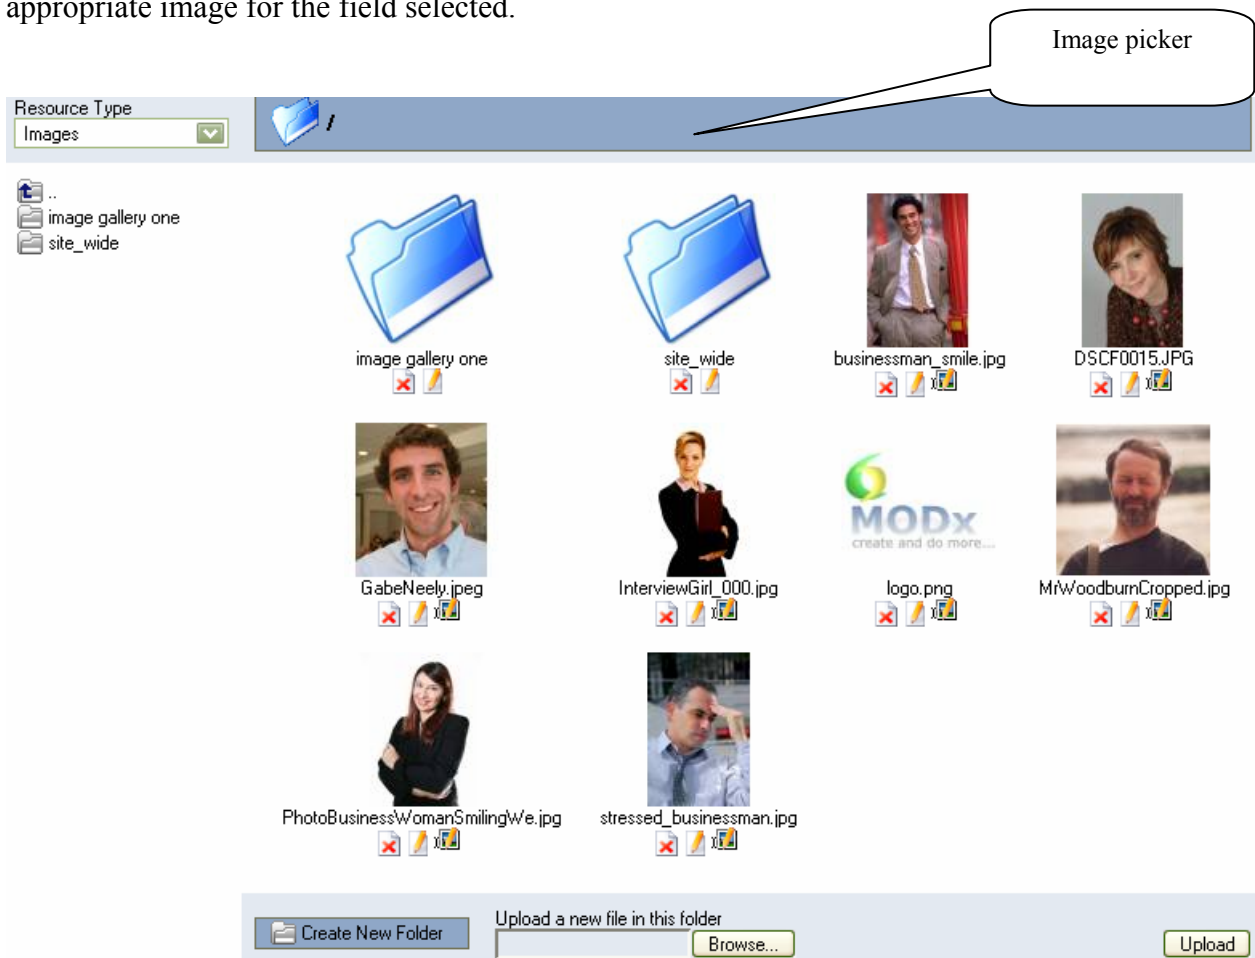 appropriate image for the field selected.
Image picker
Resource Type
Images
/
..
image gallery one
site_wide
image gallery one
site_wide
businessman_smile.jpg
DSCF0015.JPG
MODx
create and do more...
GabeNeely.jpeg
InterviewGirl_000.jpg
logo.png
MrWoodburnCropped.jpg
PhotoBusinessWomanSmilingWe.jpg
stressed_businessman.jpg
Create New Folder
Upload a new file in this folder
Browse...
Upload